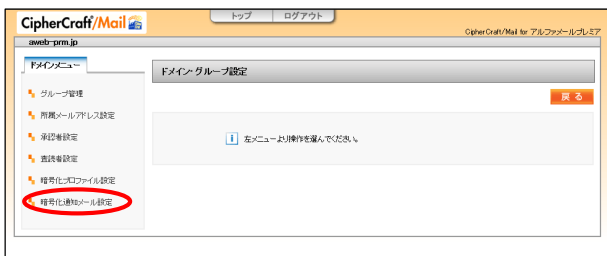 CipherCraft/Mail
トップ
ログアウト
CipherCraft/Mail for アルファメールプレミア
aweb-prm.jp
ドメインメニュー
グループ管理
所属メールアドレス設定
承認者設定
査読者設定
暗号化プロファイル設定
暗号化通知メール設定
ドメイン・グループ設定
戻る
左メニューより操作を選んでください。